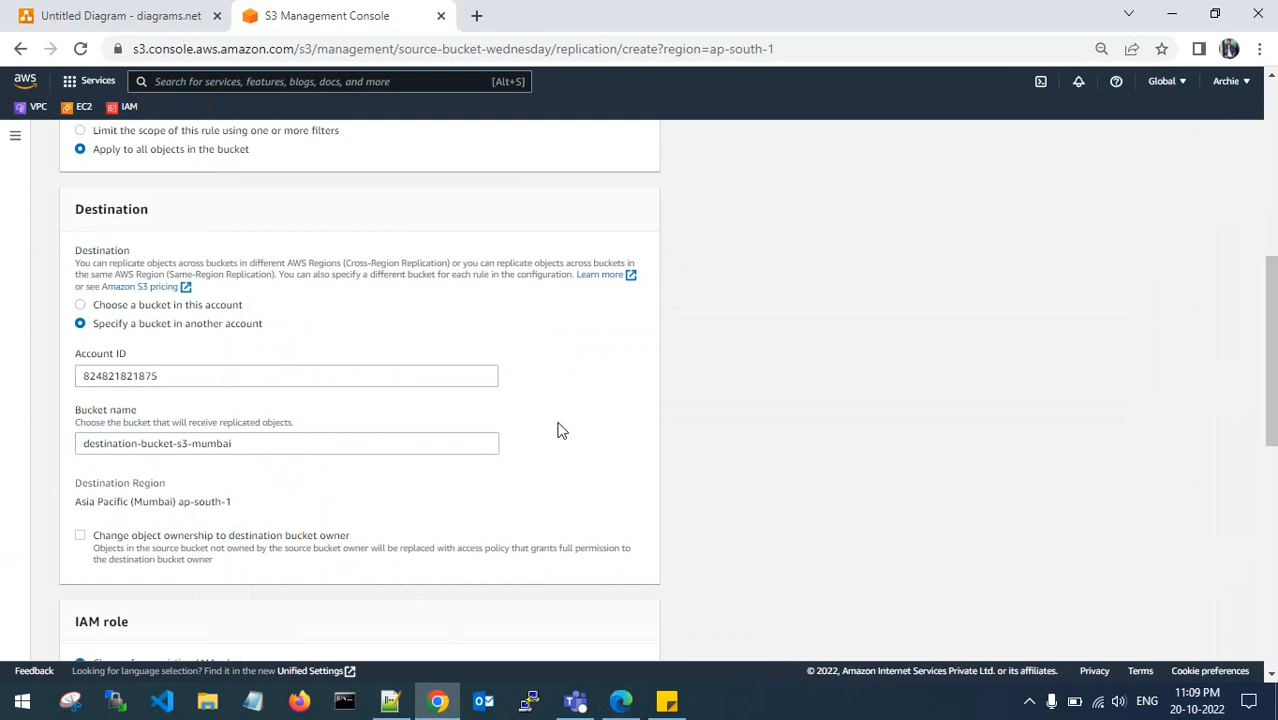 Untitled Diagram - diagrams.net
S3 Management Console
s3.console.aws.amazon.com/s3/management/source-bucket-wednesday/replication/create?region=ap-south-1
aws
Services
Search for services, features, blogs, docs, and more
[Alt+S]
Global
Archie
VPC
EC2
IAM
Limit the scope of this rule using one or more filters
Apply to all objects in the bucket
Destination
Destination
You can replicate objects across buckets in different AWS Regions (Cross-Region Replication) or you can replicate objects across buckets in
the same AWS Region (Same-Region Replication). You can also specify a different bucket for each rule in the configuration. Learn more
or see Amazon S3 pricing
Choose a bucket in this account
Specify a bucket in another account
Account ID
824821821875
Bucket name
Choose the bucket that will receive replicated objects.
destination-bucket-s3-mumbai
Destination Region
Asia Pacific (Mumbai) ap-south-1
Change object ownership to destination bucket owner
Objects in the source bucket not owned by the source bucket owner will be replaced with access policy that grants full permission to
the destination bucket owner
IAM role
Feedback
Looking for language selection? Find it in the new Unified Settings
© 2022, Amazon Internet Services Private Ltd. or its affiliates.
Privacy
Terms
Cookie preferences
ENG
11:09 PM
20-10-2022